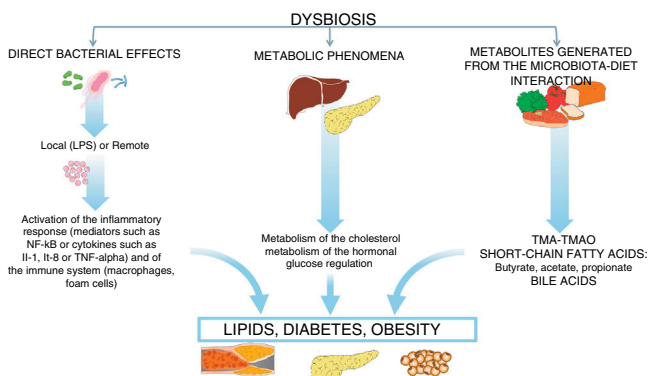 DYSBIOSIS
DIRECT BACTERIAL EFFECTS
Local (LPS) or Remote
Activation of the inflammatory
response (mediators such as
NF-kB or cytokines such as
Il-1, It-8 or TNF-alpha) and of
the immune system (macrophages,
foam cells)
METABOLIC PHENOMENA
Metabolism of the cholesterol
metabolism of the hormonal
glucose regulation
METABOLITES GENERATED
FROM THE MICROBIOTA-DIET
INTERACTION
TMA-TMAO
SHORT-CHAIN FATTY ACIDS:
Butyrate, acetate, propionate
BILE ACIDS
LIPIDS, DIABETES, OBESITY